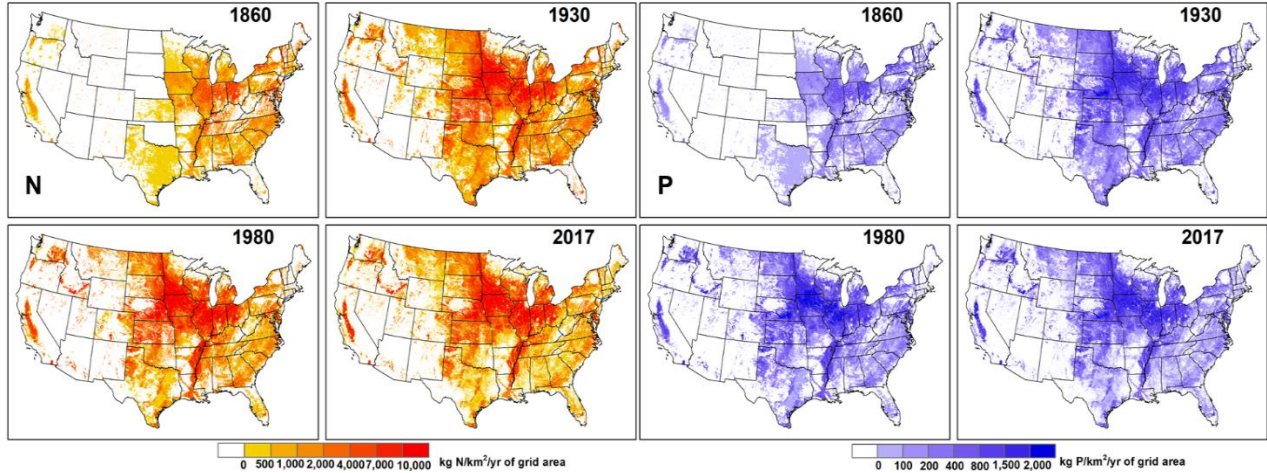 1860 1930 1860 1930
N P
1980 2017 1980 2017
0 500 1,000 2,000 4,000 7,000 10,000 kg N/km²/yr of grid area 0 100 200 400 800 1,500 2,000 kg P/km²/yr of grid area